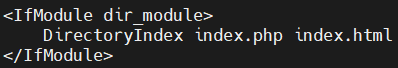 <IfModule dir_module>
    DirectoryIndex index.php index.html
</IfModule>